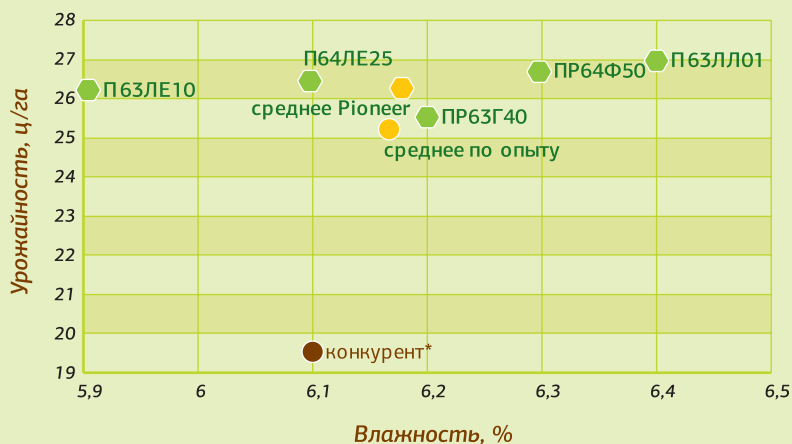 28
27
26
25
24
23
22
21
20
19
Урожайность, ц/га
П64ЛЕ25
П63ЛЛ01
ПР64Ф50
П63ЛЕ10
среднее Pioneer
ПР63Г40
среднее по опыту
конкурент*
5,9 6 6,1 6,2 6,3 6,4 6,5
Влажность, %